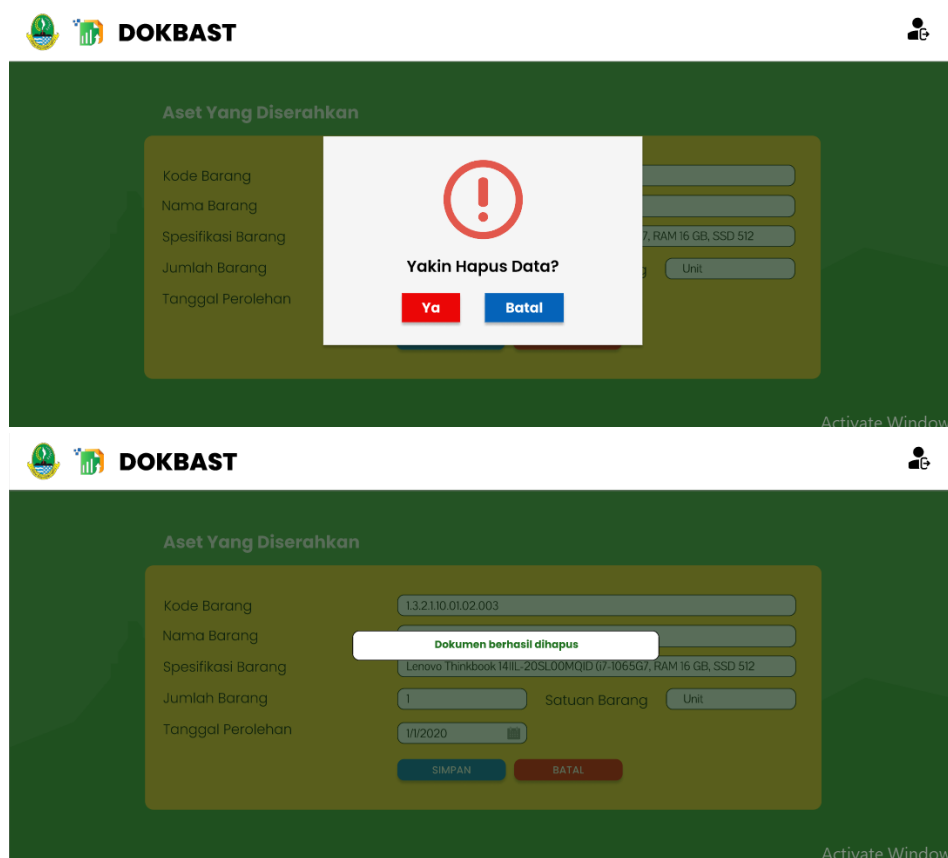 DOKBAST
Aset Yang Diserahkan
Kode Barang
Nama Barang
Spesifikasi Barang 7, RAM 16 GB, SSD 512
Jumlah Barang g Unit
Tanggal Perolehan
Yakin Hapus Data?
Ya Batal
Activate Window
DOKBAST
Aset Yang Diserahkan
Kode Barang 1.3.2.1.10.01.02.003
Nama Barang
Dokumen berhasil dihapus
Spesifikasi Barang Lenovo Thinkbook 14IIL-20SL00MQID (i7-1065G7, RAM 16 GB, SSD 512
Jumlah Barang 1 Satuan Barang Unit
Tanggal Perolehan 1/1/2020
SIMPAN BATAL
Activate Window